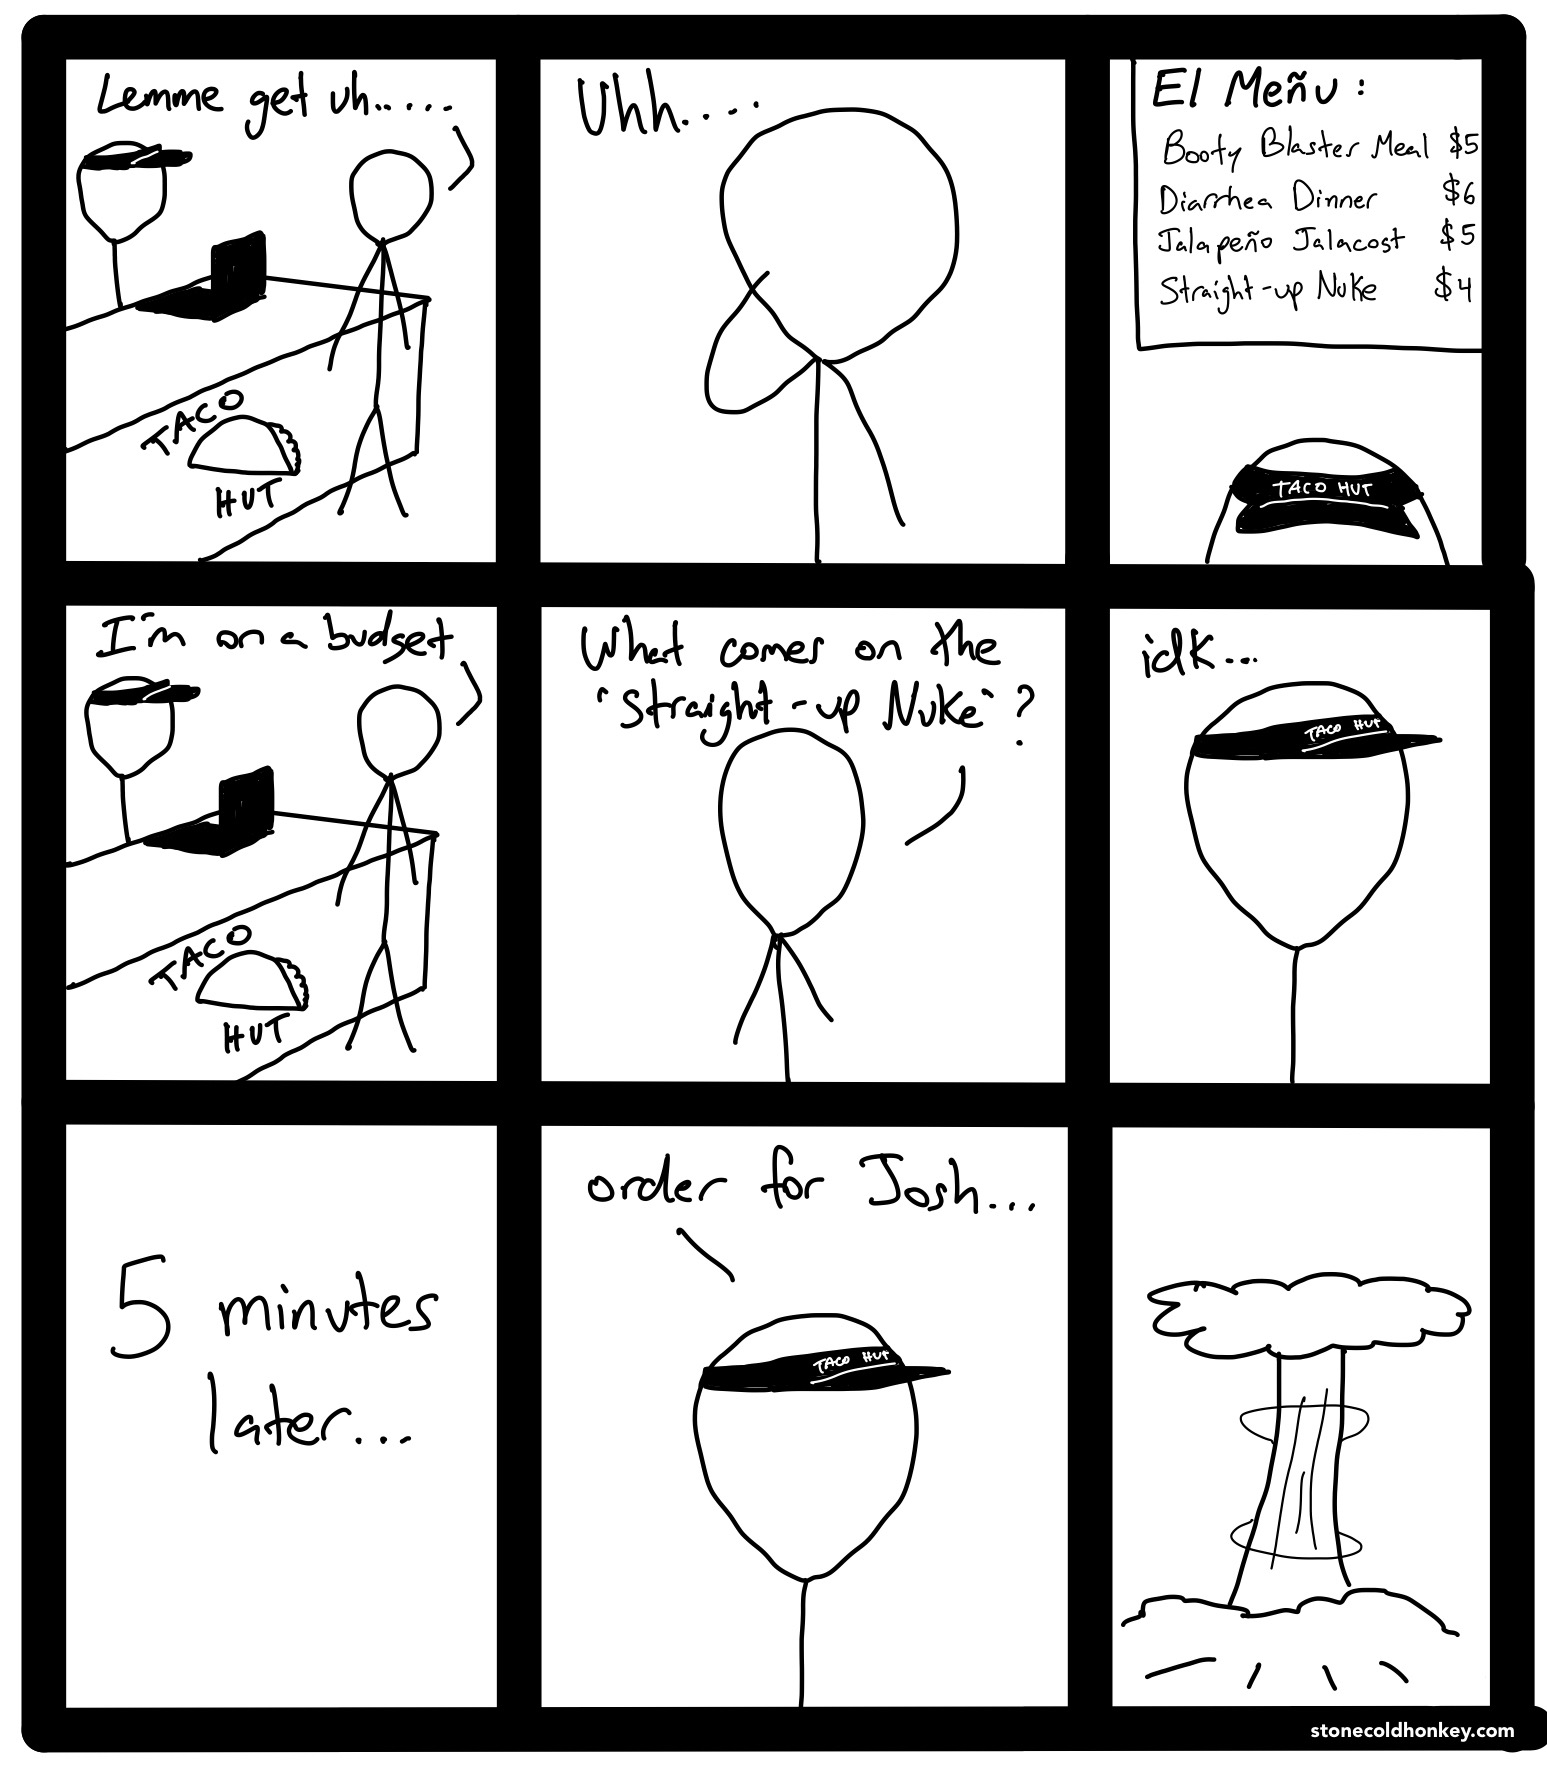 Lemme get uh.....
TACO
HUT
Uhh....
El Meñu:
Booty Blaster Meal $5
Diarrhea Dinner $6
Jalapeño Jalacost $5
Straight-up Nuke $4
TACO HUT
I'm on a budget
TACO
HUT
What comes on the
"Straight-up Nuke"?
idk...
TACO HUT
5 minutes
later...
order for Josh...
TACO HUT
stonecoldhonkey.com